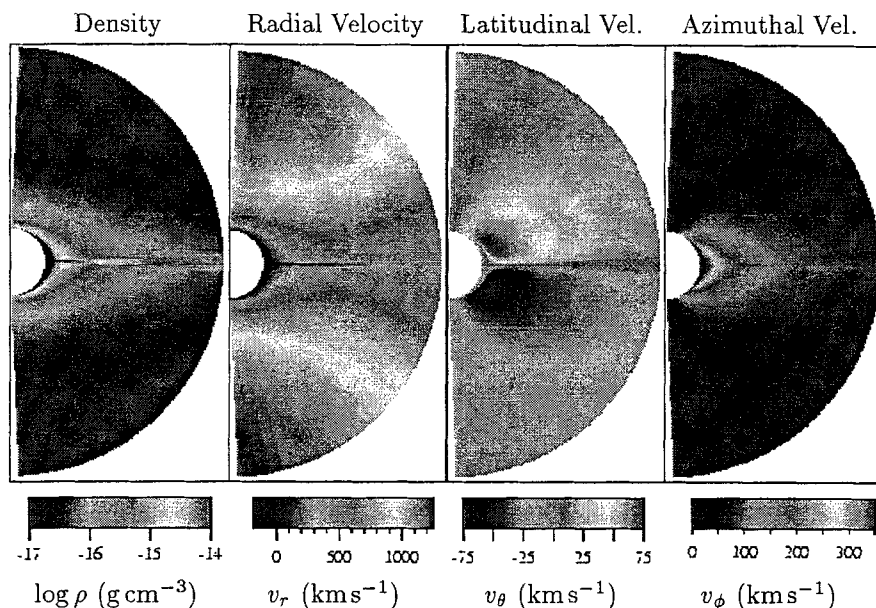 Density Radial Velocity Latitudinal Vel. Azimuthal Vel.
-17 -16 -15 -14 0 500 1000 -75 -25 25 75 0 100 200 300
log ρ (g cm⁻³) v_r (km s⁻¹) v_θ (km s⁻¹) v_ϕ (km s⁻¹)